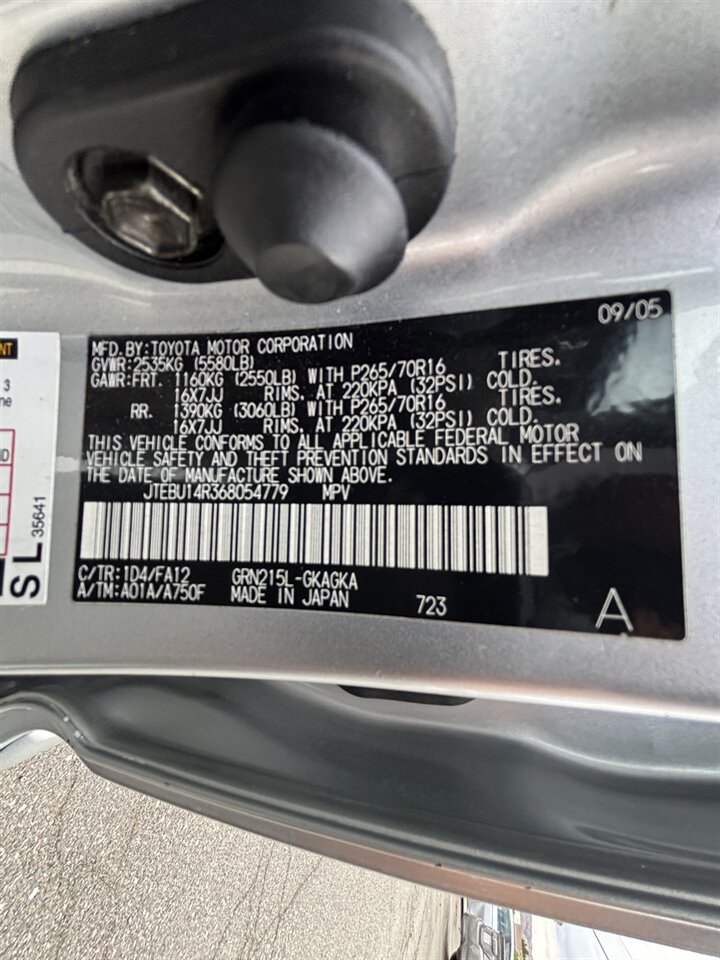 09/05
MFD.BY:TOYOTA MOTOR CORPORATION
GVWR:2535KG (5580LB)
GAWR:FRT. 1160KG (2550LB) WITH P265/70R16 TIRES.
16X7JJ RIMS. AT 220KPA (32PSI) COLD.
RR. 1390KG (3060LB) WITH P265/70R16 TIRES.
16X7JJ RIMS. AT 220KPA (32PSI) COLD.
THIS VEHICLE CONFORMS TO ALL APPLICABLE FEDERAL MOTOR
VEHICLE SAFETY AND THEFT PREVENTION STANDARDS IN EFFECT ON
THE DATE OF MANUFACTURE SHOWN ABOVE.
JTEBU14R368054779 MPV
C/TR:1D4/FA12 GRN215L-GKAGKA
A/TM:A01A/A750F MADE IN JAPAN 723 A
3
SL 35641